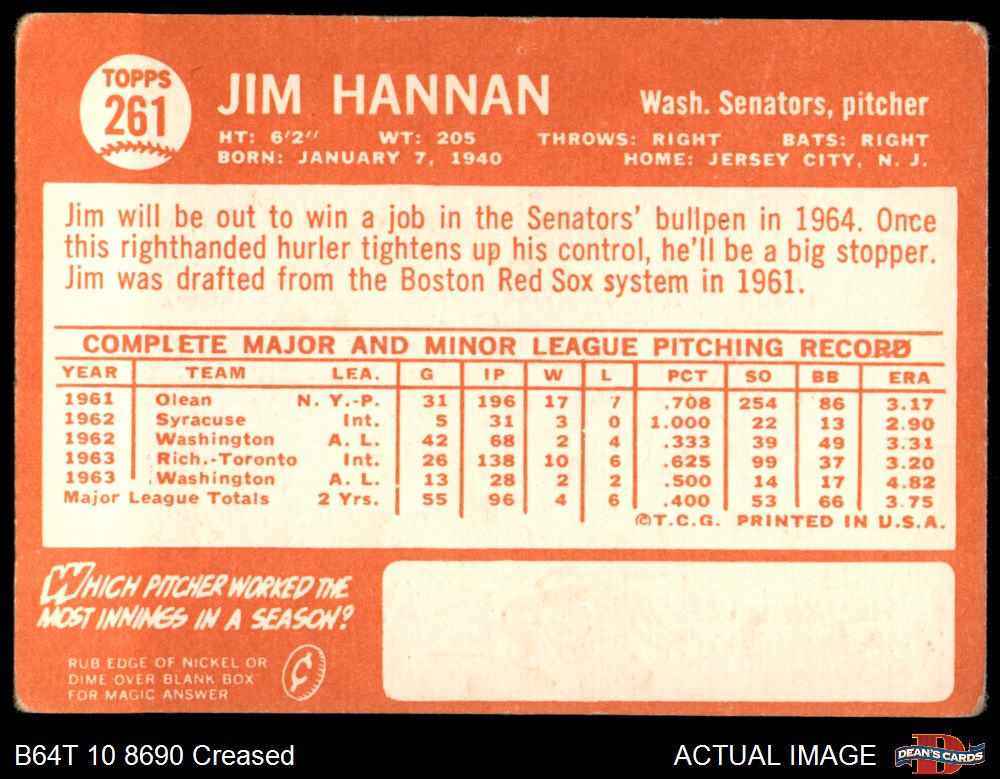 TOPPS
261
JIM HANNAN
Wash. Senators, pitcher
HT: 6'2" WT: 205 THROWS: RIGHT BATS: RIGHT
BORN: JANUARY 7, 1940 HOME: JERSEY CITY, N. J.
Jim will be out to win a job in the Senators' bullpen in 1964. Once
this righthanded hurler tightens up his control, he'll be a big stopper.
Jim was drafted from the Boston Red Sox system in 1961.
COMPLETE MAJOR AND MINOR LEAGUE PITCHING RECORD
YEAR TEAM LEA. G IP W L PCT SO BB ERA
1961 Olean N. Y.-P. 31 196 17 7 .708 254 86 3.17
1962 Syracuse Int. 5 31 3 0 1.000 22 13 2.90
1962 Washington A. L. 42 68 2 4 .333 39 49 3.31
1963 Rich.-Toronto Int. 26 138 10 6 .625 99 37 3.20
1963 Washington A. L. 13 28 2 2 .500 14 17 4.82
Major League Totals 2 Yrs. 55 96 4 6 .400 53 66 3.75
©T.C.G. PRINTED IN U.S.A.
WHICH PITCHER WORKED THE
MOST INNINGS IN A SEASON?
RUB EDGE OF NICKEL OR
DIME OVER BLANK BOX
FOR MAGIC ANSWER
¢
B64T 10 8690 Creased
ACTUAL IMAGE
DEAN'S CARDS